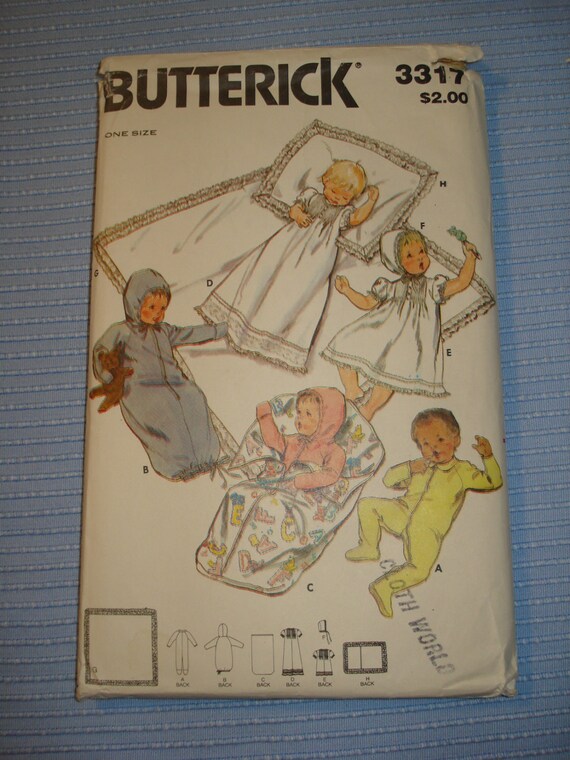 BUTTERICK®
3317
$2.00
ONE SIZE
H
F
G
D
E
B
C
A
CLOTH WORLD
G
A
BACK
B
BACK
C
BACK
D
BACK
E
BACK
H
BACK